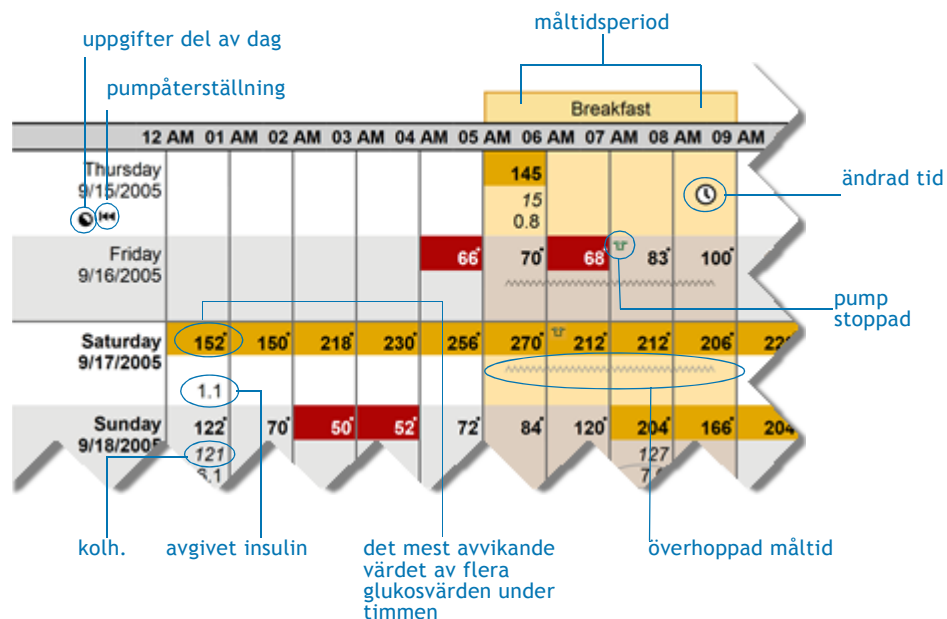 måltidsperiod
uppgifter del av dag
pumpåterställning
Breakfast
12 AM 01 AM 02 AM 03 AM 04 AM 05 AM 06 AM 07 AM 08 AM 09 AM
Thursday 145
9/15/2005 15
0.8
ändrad tid
Friday 66 70 68 83 100
9/16/2005
pump
stoppad
Saturday 152 150 218 230 256 270 212 212 206
9/17/2005
1.1
Sunday 122 70 50 52 72 84 120 204 166 204
9/18/2005 121 127
kolh.
avgivet insulin
det mest avvikande
värdet av flera
glukosvärden under
timmen
överhoppad måltid